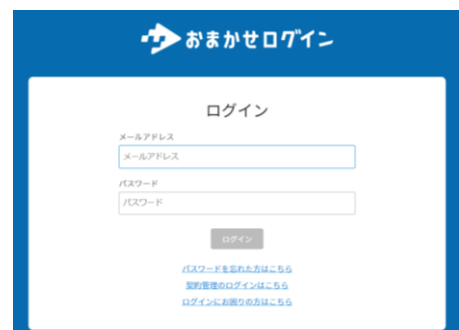 おまかせログイン
ログイン
メールアドレス
メールアドレス
パスワード
パスワード
ログイン
パスワードを忘れた方はこちら
契約管理のログインはこちら
ログインにお困りの方はこちら